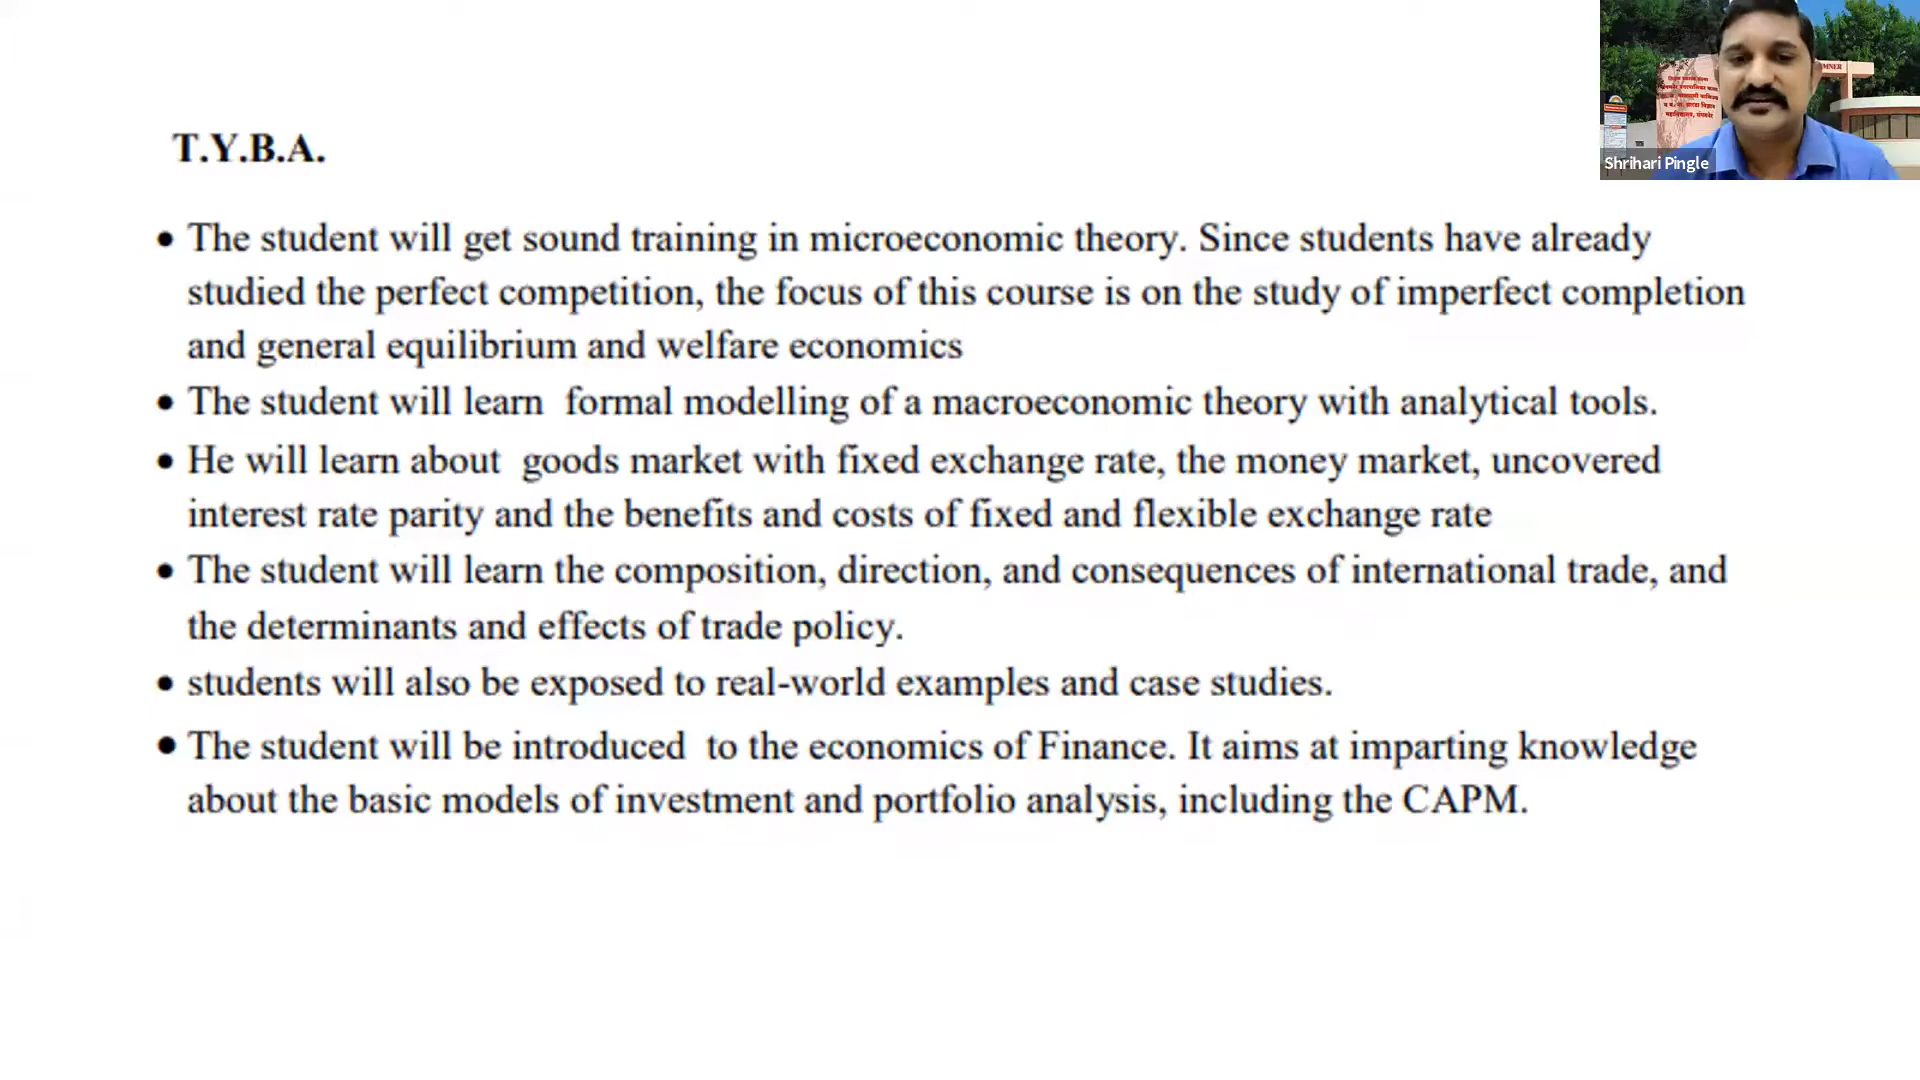 T.Y.B.A.
• The student will get sound training in microeconomic theory. Since students have already
studied the perfect competition, the focus of this course is on the study of imperfect completion
and general equilibrium and welfare economics
• The student will learn  formal modelling of a macroeconomic theory with analytical tools.
• He will learn about  goods market with fixed exchange rate, the money market, uncovered
interest rate parity and the benefits and costs of fixed and flexible exchange rate
• The student will learn the composition, direction, and consequences of international trade, and
the determinants and effects of trade policy.
• students will also be exposed to real-world examples and case studies.
• The student will be introduced  to the economics of Finance. It aims at imparting knowledge
about the basic models of investment and portfolio analysis, including the CAPM.
MNER
Shrihari Pingle